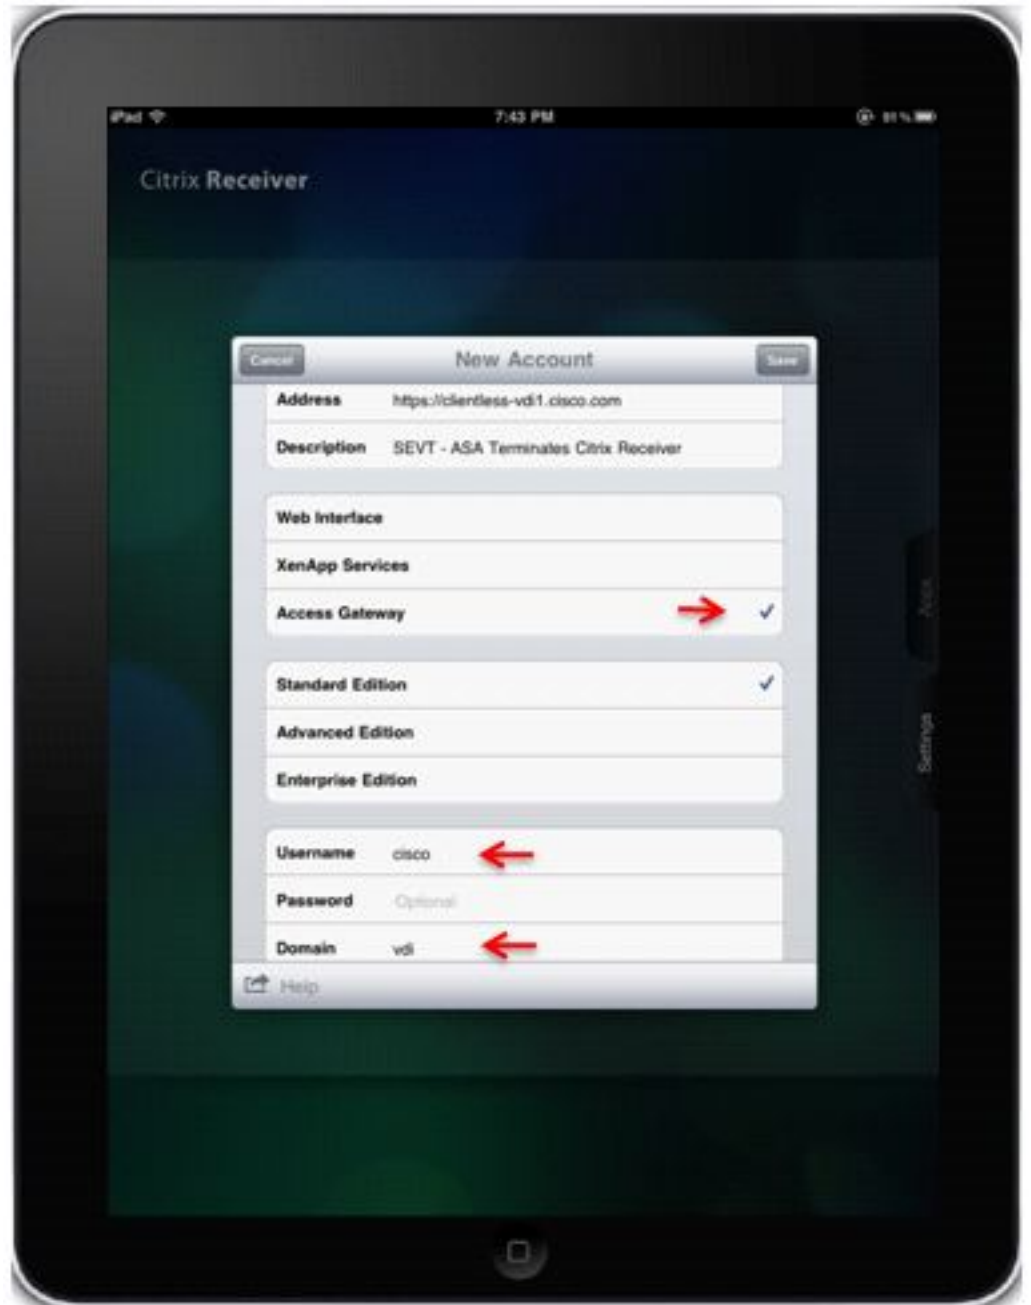 iPad
7:43 PM
91%
Citrix Receiver
Cancel
New Account
Save
Address https://clientless-vdi1.cisco.com
Description SEVT - ASA Terminates Citrix Receiver
Web Interface
XenApp Services
Access Gateway
Standard Edition
Advanced Edition
Enterprise Edition
Username cisco
Password Optional
Domain vdi
Help
Apps
Settings